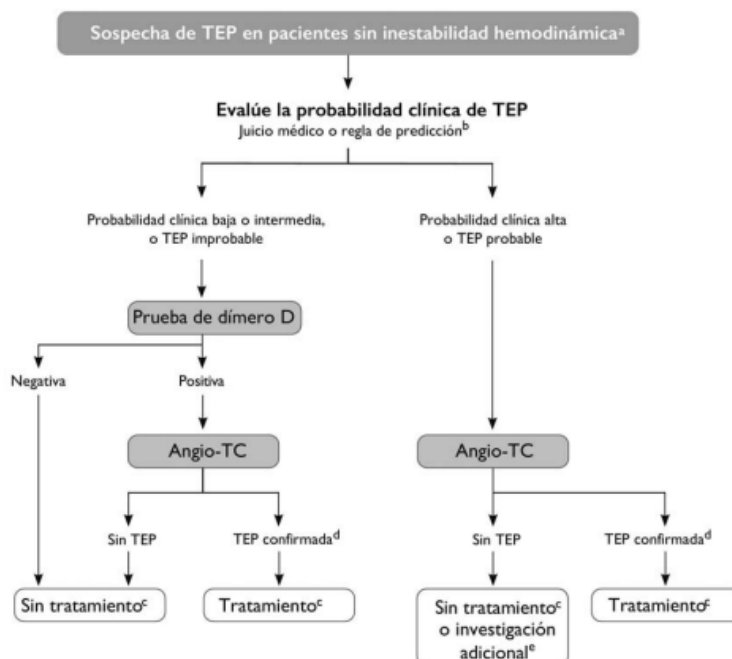 Sospecha de TEP en pacientes sin inestabilidad hemodinámicaᵃ
Evalúe la probabilidad clínica de TEP
Juicio médico o regla de predicciónᵇ
Probabilidad clínica baja o intermedia,
o TEP improbable
Probabilidad clínica alta
o TEP probable
Prueba de dímero D
Negativa
Positiva
Angio-TC
Angio-TC
Sin TEP
TEP confirmadaᵈ
Sin TEP
TEP confirmadaᵈ
Sin tratamientoᶜ
Tratamientoᶜ
Sin tratamientoᶜ
o investigación
adicionalᵉ
Tratamientoᶜ